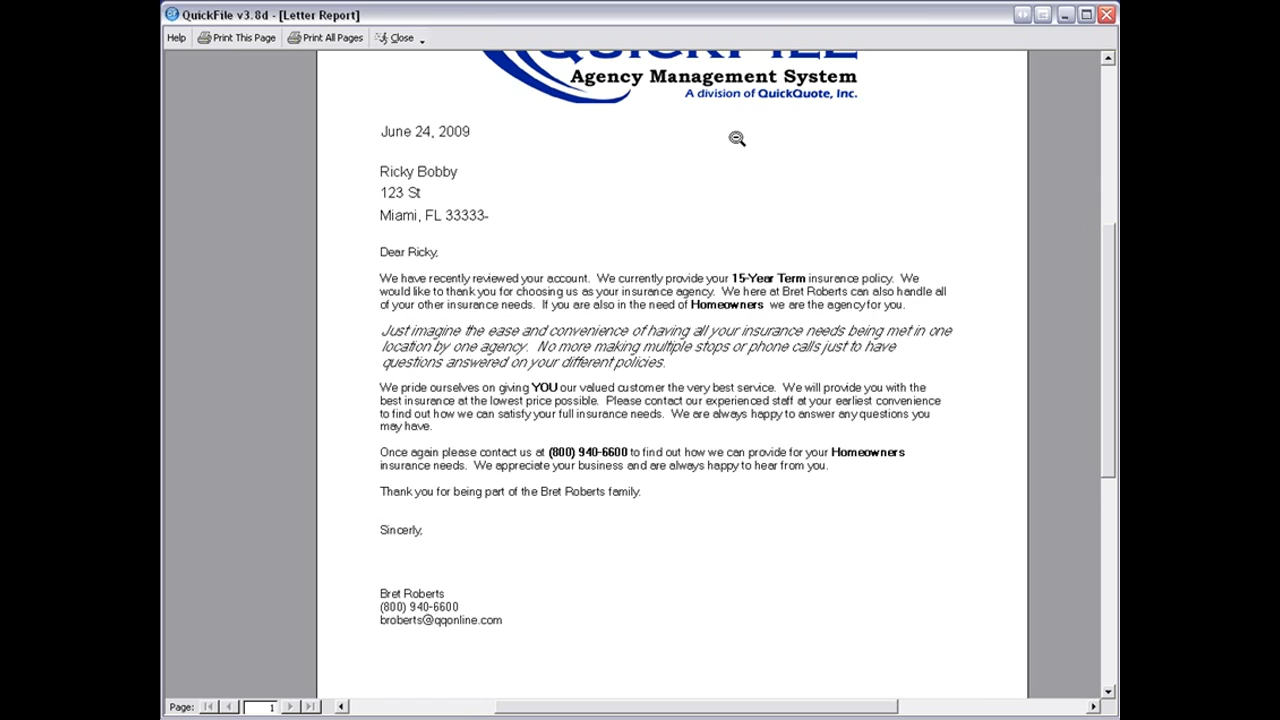 QuickFile v3.8d - [Letter Report]
Help Print This Page Print All Pages Close
QUICKFILE
Agency Management System
A division of QuickQuote, Inc.
June 24, 2009
Ricky Bobby
123 St
Miami, FL 33333-
Dear Ricky,
We have recently reviewed your account. We currently provide your 15-Year Term insurance policy. We
would like to thank you for choosing us as your insurance agency. We here at Bret Roberts can also handle all
of your other insurance needs. If you are also in the need of Homeowners we are the agency for you.
Just imagine the ease and convenience of having all your insurance needs being met in one
location by one agency. No more making multiple stops or phone calls just to have
questions answered on your different policies.
We pride ourselves on giving YOU our valued customer the very best service. We will provide you with the
best insurance at the lowest price possible. Please contact our experienced staff at your earliest convenience
to find out how we can satisfy your full insurance needs. We are always happy to answer any questions you
may have.
Once again please contact us at (800) 940-6600 to find out how we can provide for your Homeowners
insurance needs. We appreciate your business and are always happy to hear from you.
Thank you for being part of the Bret Roberts family.
Sincerly,
Bret Roberts
(800) 940-6600
broberts@qqonline.com
Page: 1